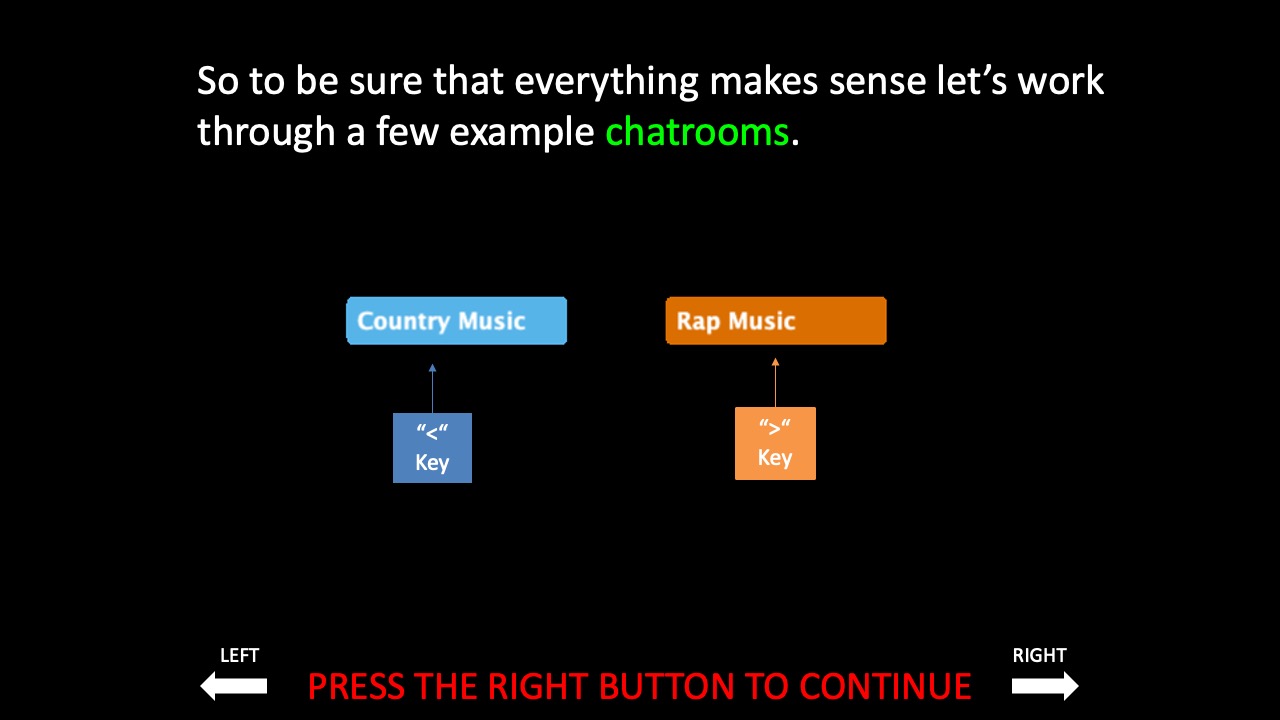 So to be sure that everything makes sense let’s work
through a few example chatrooms.
Country Music
Rap Music
“<“
Key
“>“
Key
LEFT
RIGHT
PRESS THE RIGHT BUTTON TO CONTINUE